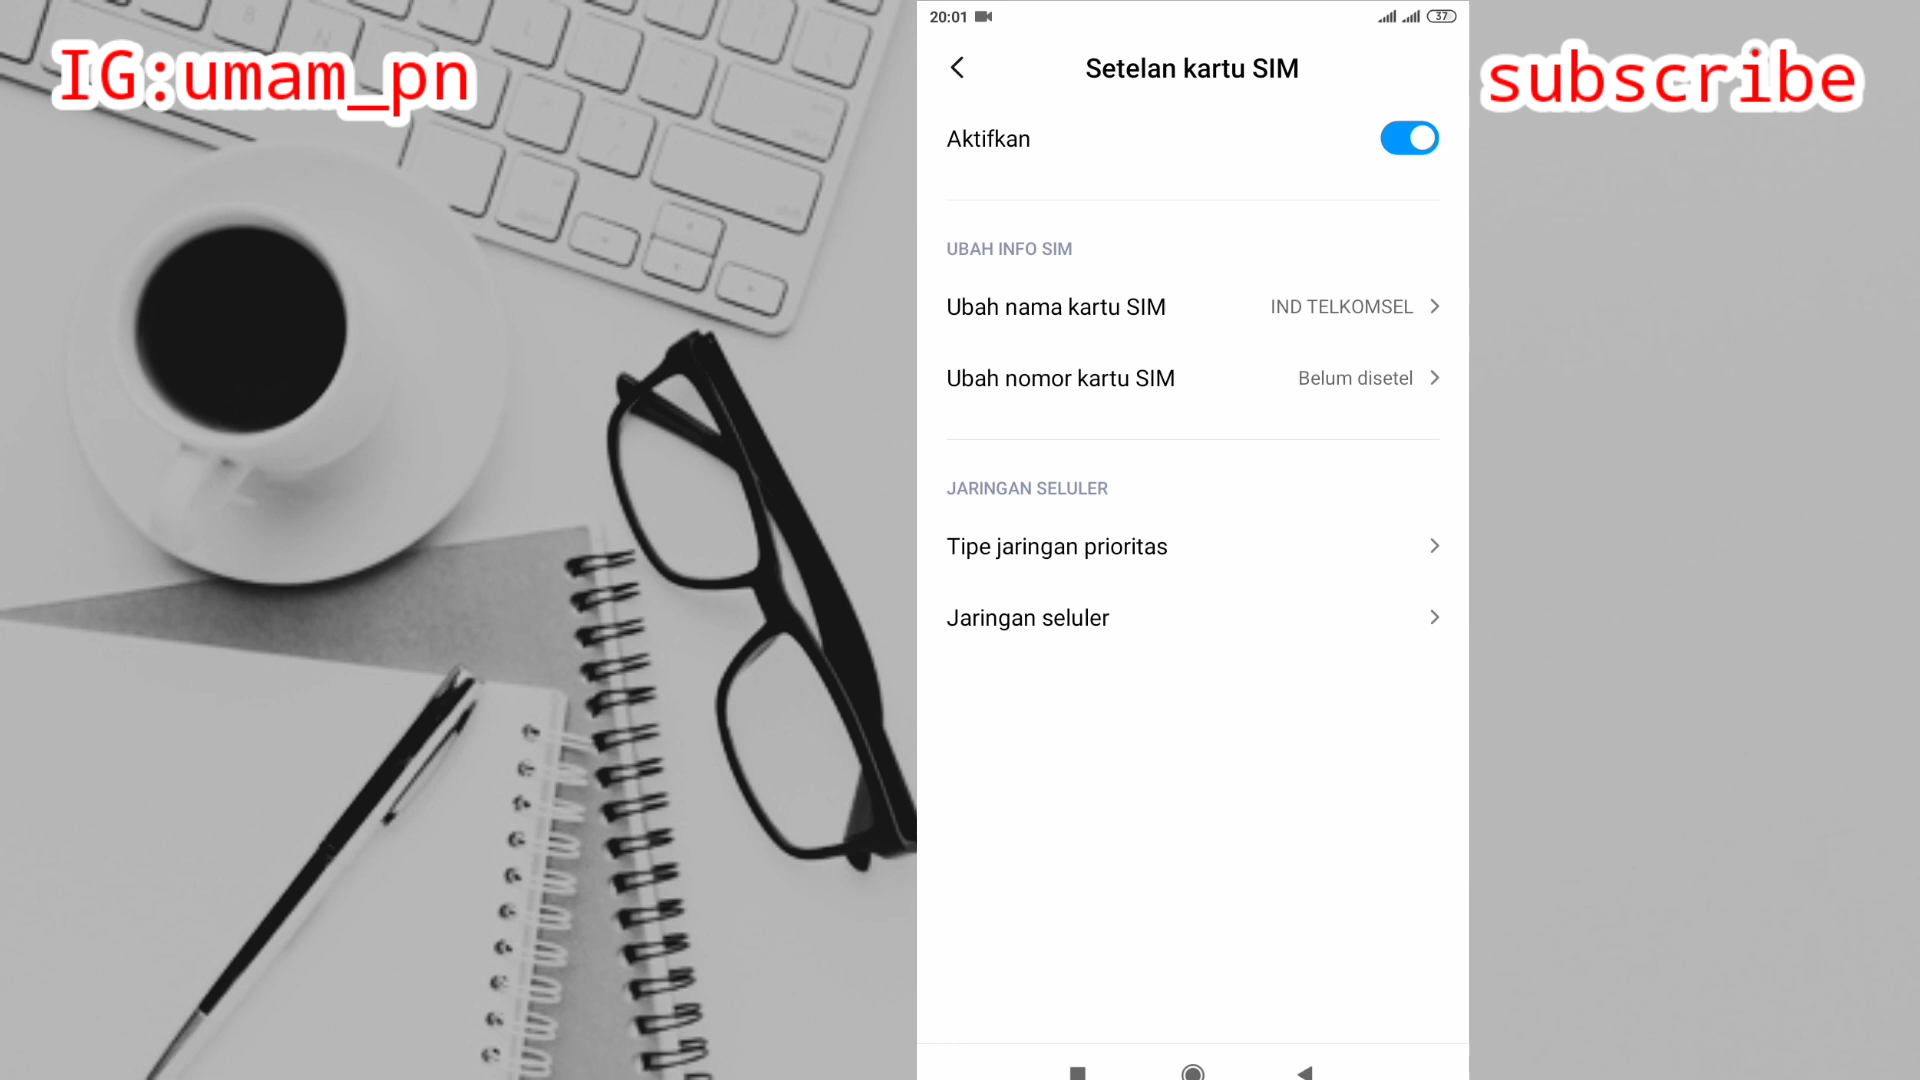 IG:umam_pn
subscribe
20:01
37
Setelan kartu SIM
Aktifkan
UBAH INFO SIM
Ubah nama kartu SIM IND TELKOMSEL
Ubah nomor kartu SIM Belum disetel
JARINGAN SELULER
Tipe jaringan prioritas
Jaringan seluler